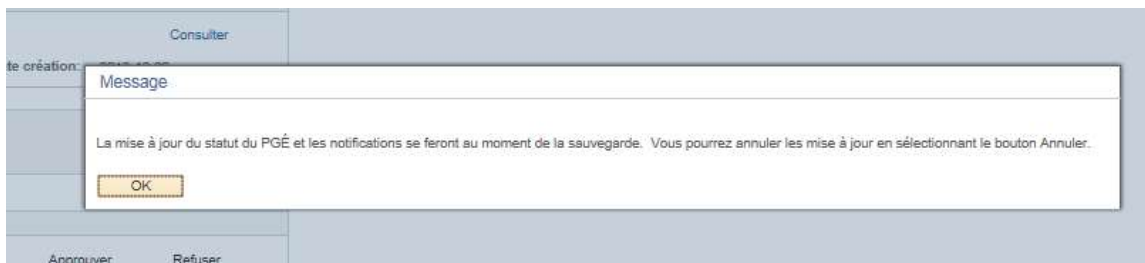 Consulter
te création:
Message
La mise à jour du statut du PGÉ et les notifications se feront au moment de la sauvegarde. Vous pourrez annuler les mise à jour en sélectionnant le bouton Annuler.
OK
Approuver Refuser